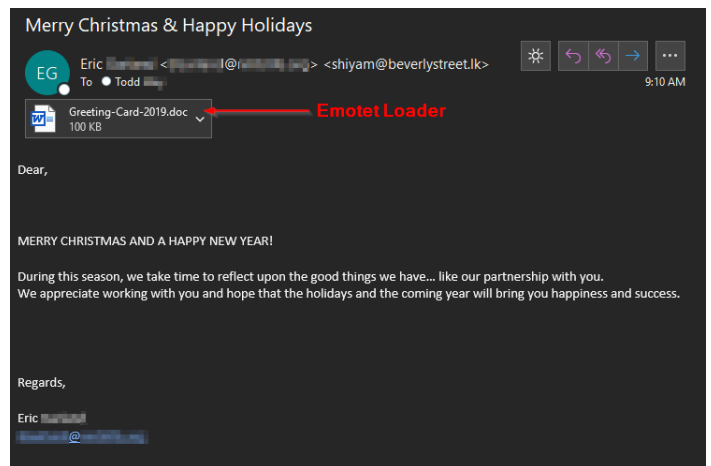 Merry Christmas & Happy Holidays
EG
Eric < l@ > <shiyam@beverlystreet.lk>
To Todd
9:10 AM
Greeting-Card-2019.doc
100 KB
Emotet Loader
Dear,
MERRY CHRISTMAS AND A HAPPY NEW YEAR!
During this season, we take time to reflect upon the good things we have... like our partnership with you.
We appreciate working with you and hope that the holidays and the coming year will bring you happiness and success.
Regards,
Eric
@